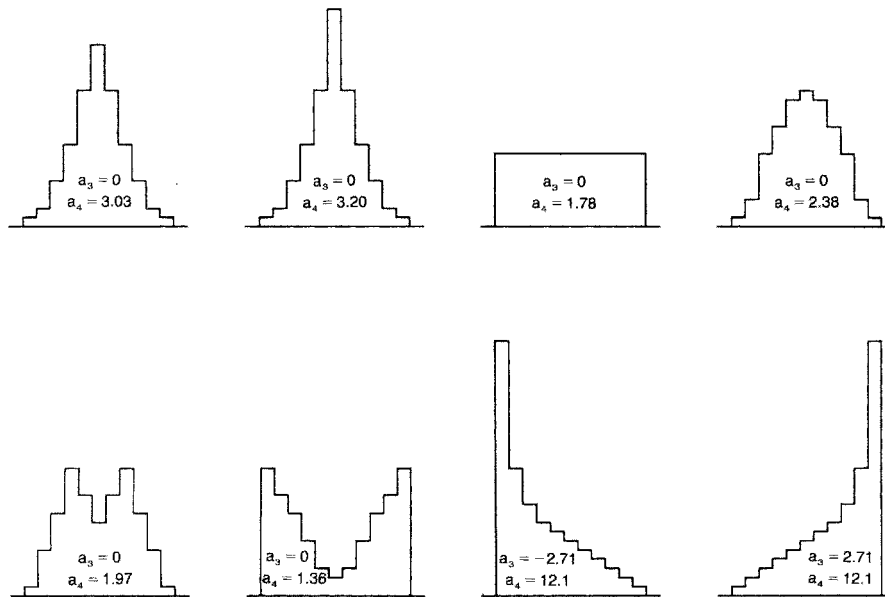 a₃ = 0
a₄ = 3.03
a₃ = 0
a₄ = 3.20
a₃ = 0
a₄ = 1.78
a₃ = 0
a₄ = 2.38
a₃ = 0
a₄ = 1.97
a₃ = 0
a₄ = 1.36
a₃ = −2.71
a₄ = 12.1
a₃ = 2.71
a₄ = 12.1